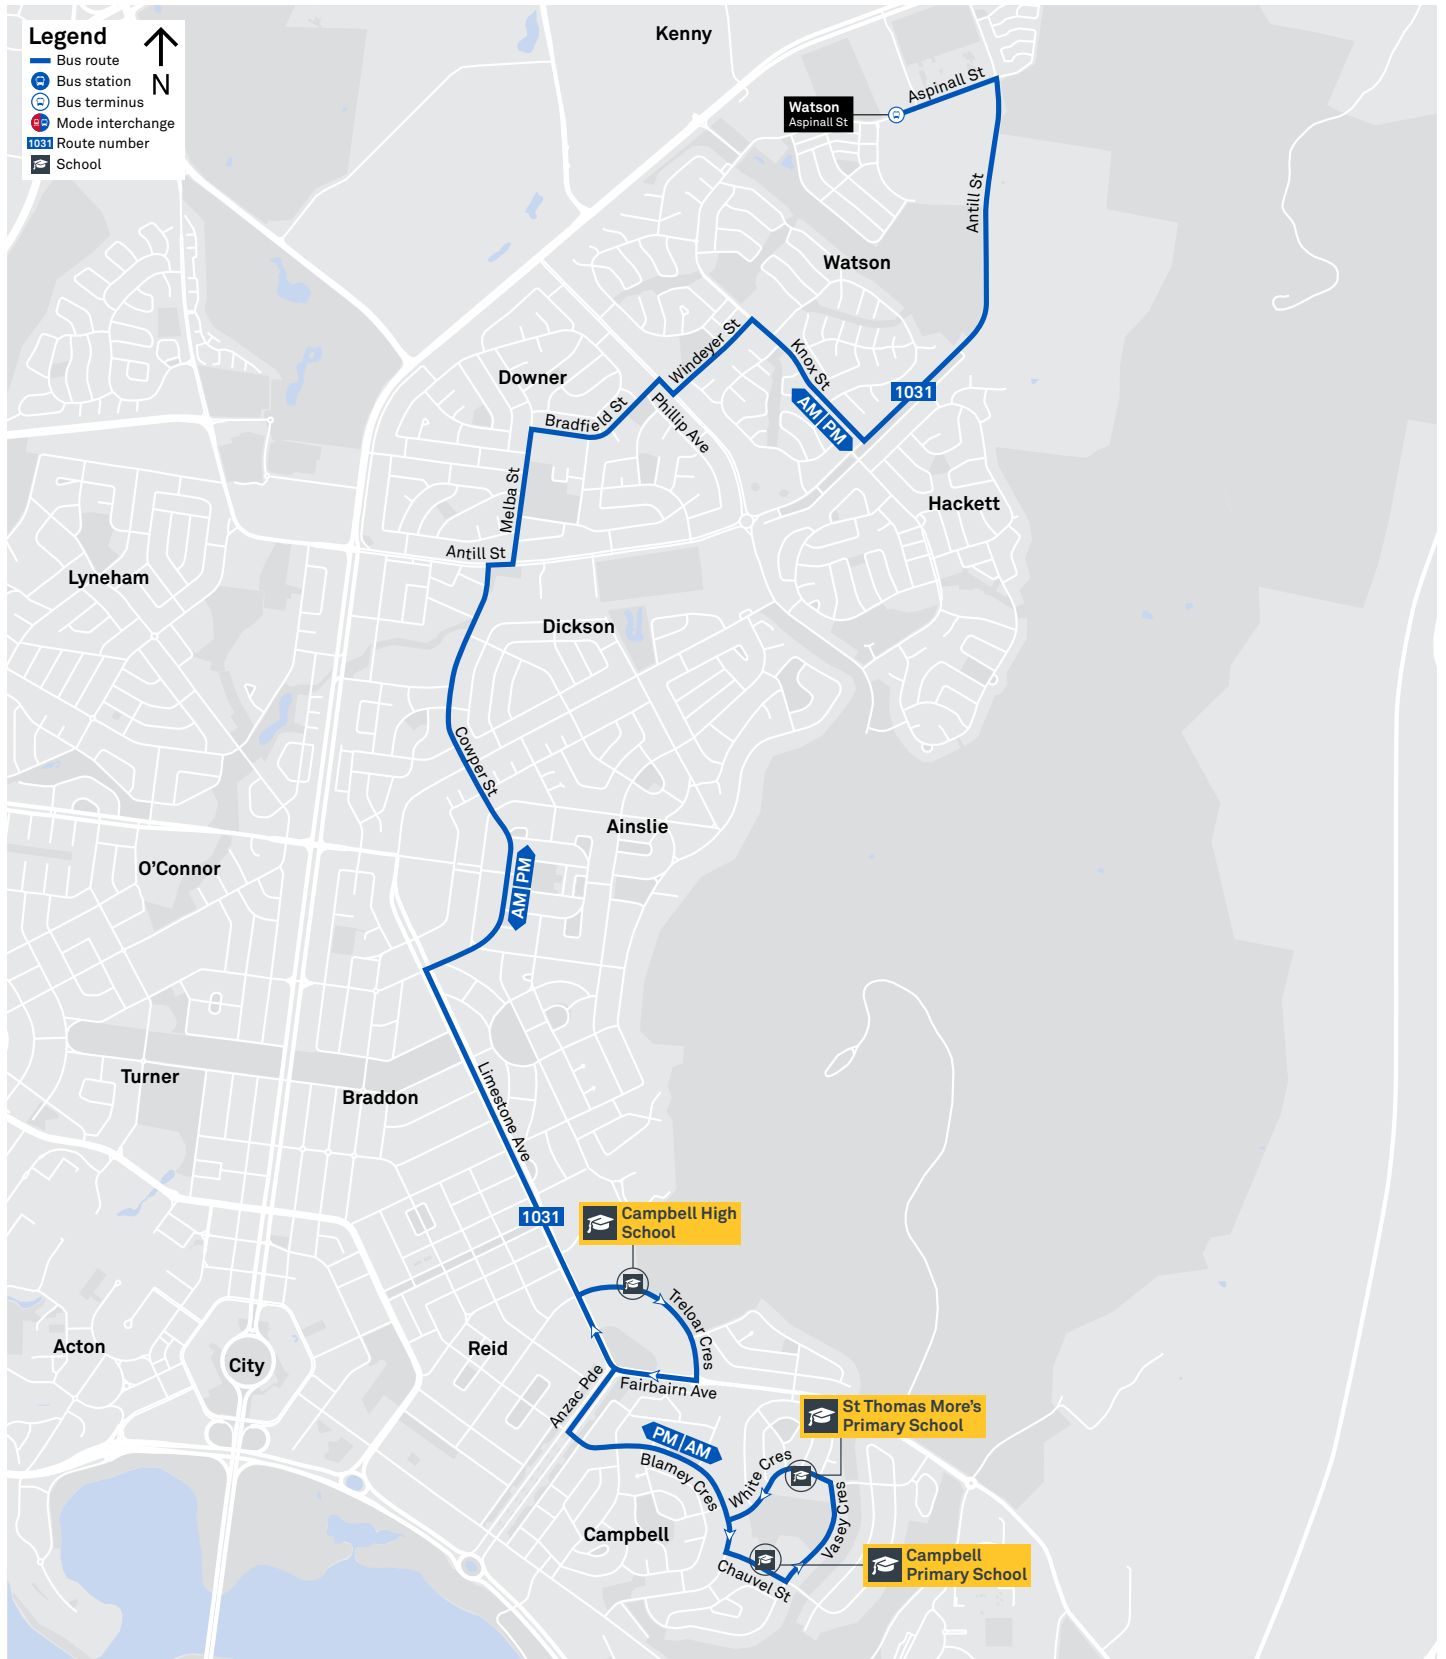 Legend
N
Bus route
Bus station
Bus terminus
Mode interchange
1031 Route number
School
Kenny
Watson
Aspinall St
Aspinall St
Antill St
Watson
Windeyer St
Knox St
Downer
1031
Bradfield St
Phillip Ave
AM PM
Melba St
Hackett
Antill St
Lyneham
Dickson
Cowper St
Ainslie
O'Connor
AM PM
Turner
Braddon
Limestone Ave
1031
Campbell High
School
Treloar Cres
Acton
City
Reid
Anzac Pde
Fairbairn Ave
St Thomas More's
Primary School
PM AM
Blamey Cres
White Cres
Vasey Cres
Campbell
Chauvel St
Campbell
Primary School